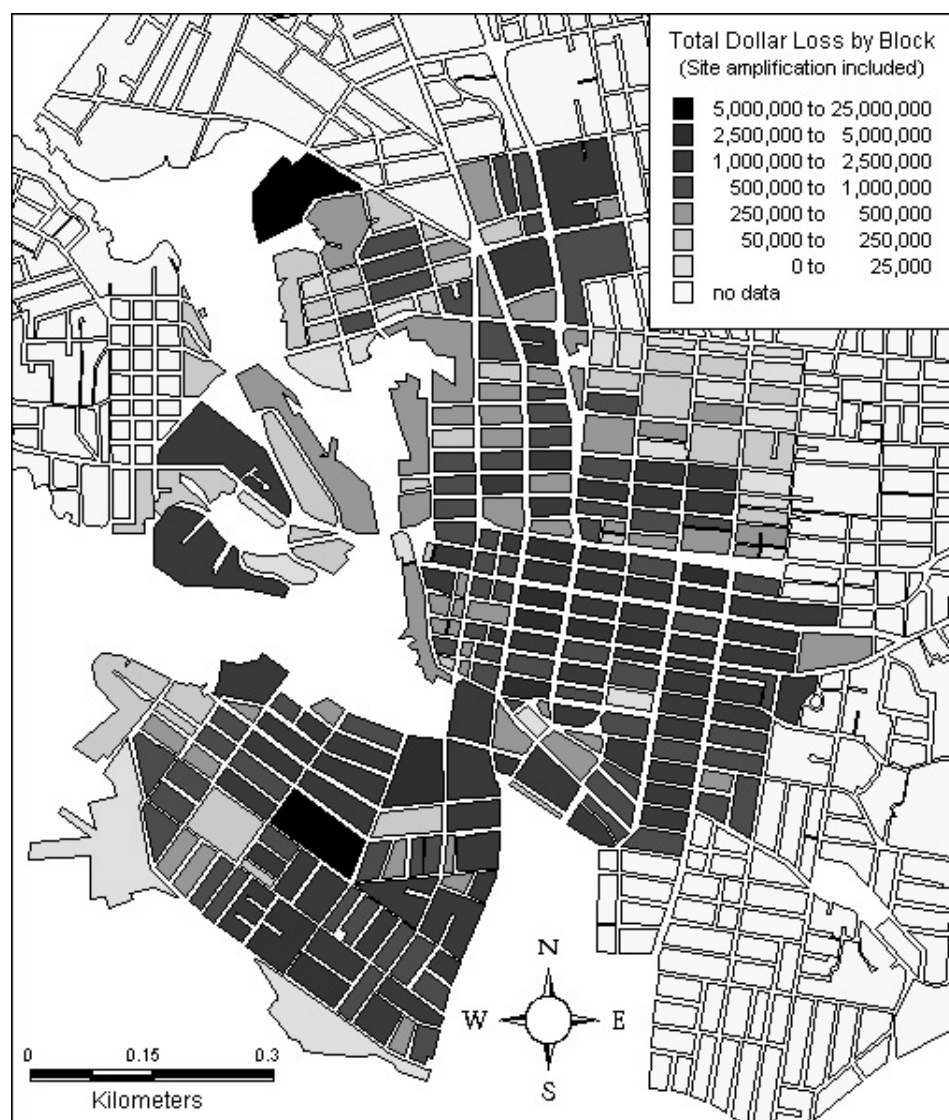 Total Dollar Loss by Block
(Site amplification included)
5,000,000 to 25,000,000
2,500,000 to 5,000,000
1,000,000 to 2,500,000
500,000 to 1,000,000
250,000 to 500,000
50,000 to 250,000
0 to 25,000
no data
N
W E
S
0 0.15 0.3
Kilometers